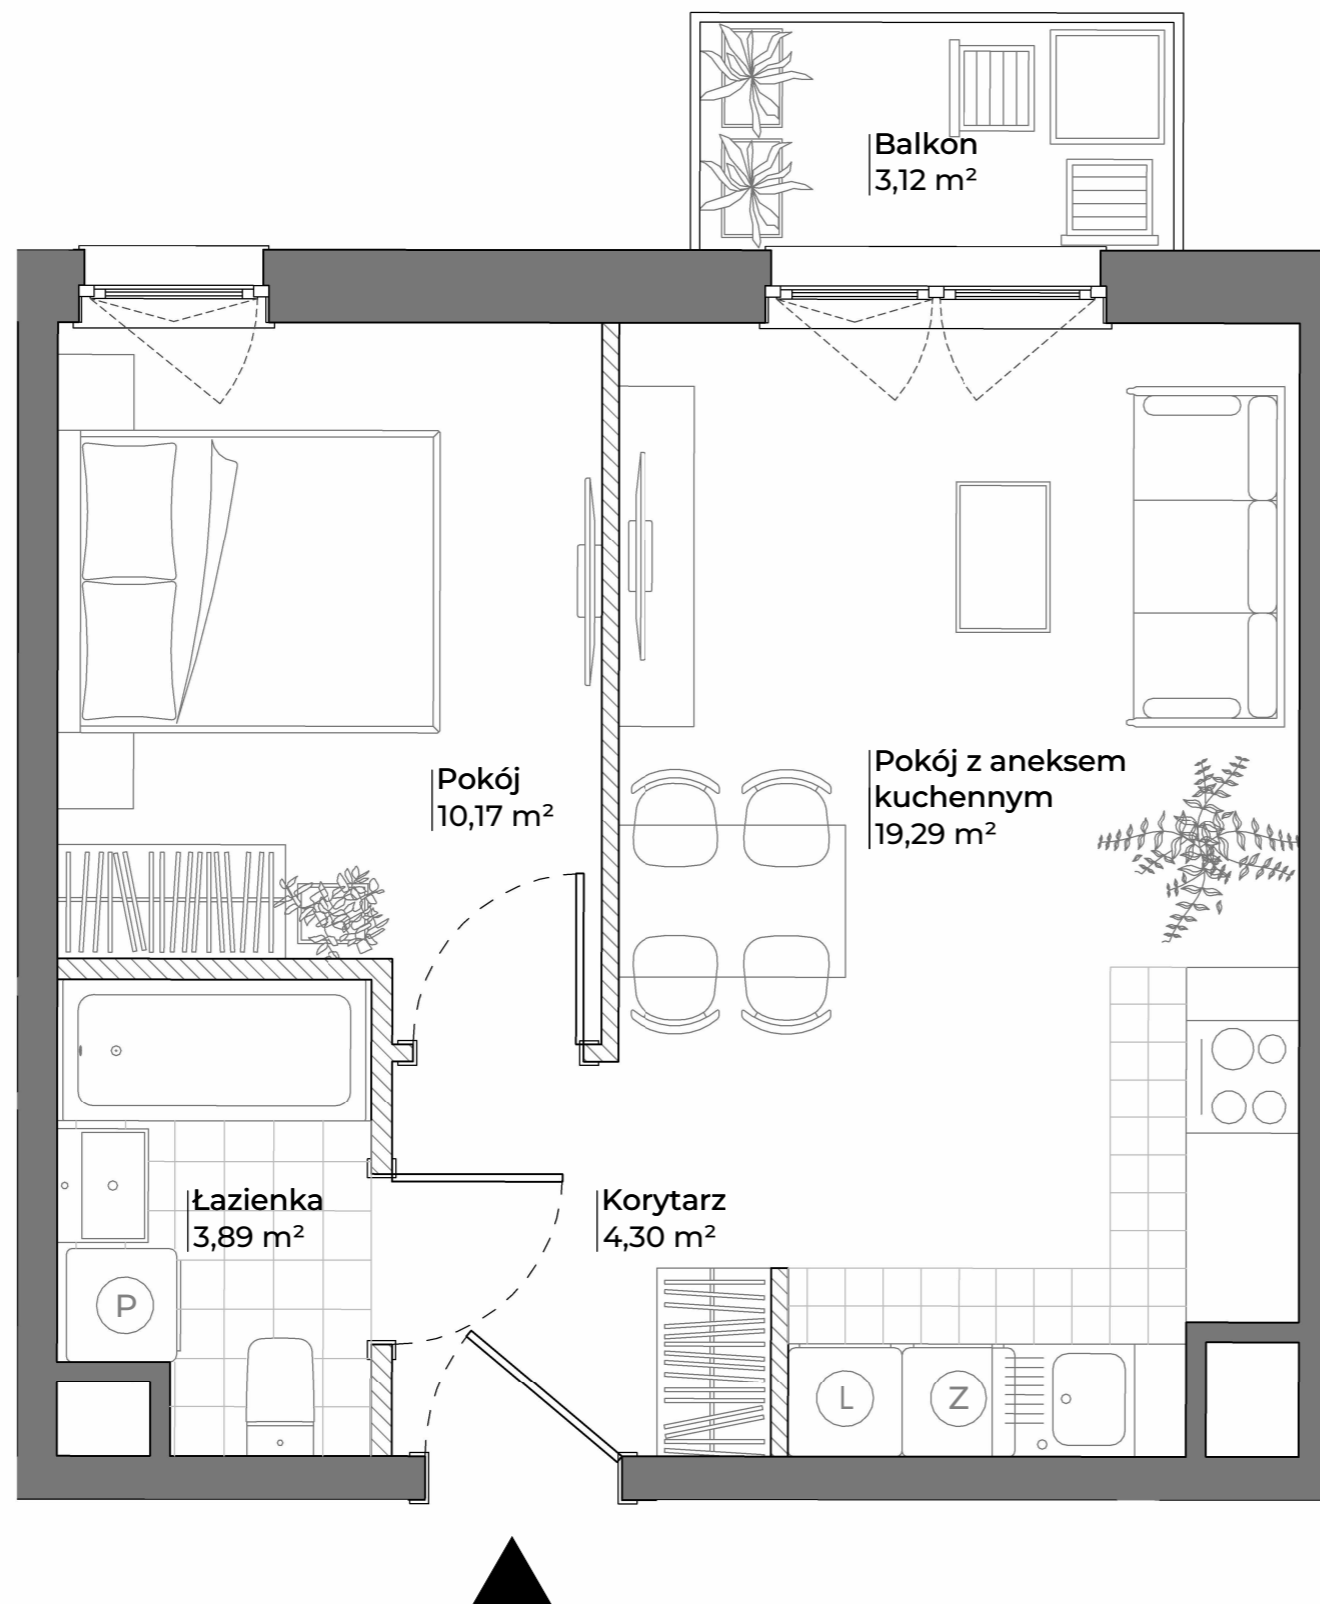 Balkon
3,12 m²
Pokój
10,17 m²
Pokój z aneksem
kuchennym
19,29 m²
Łazienka
3,89 m²
Korytarz
4,30 m²
P
L
Z